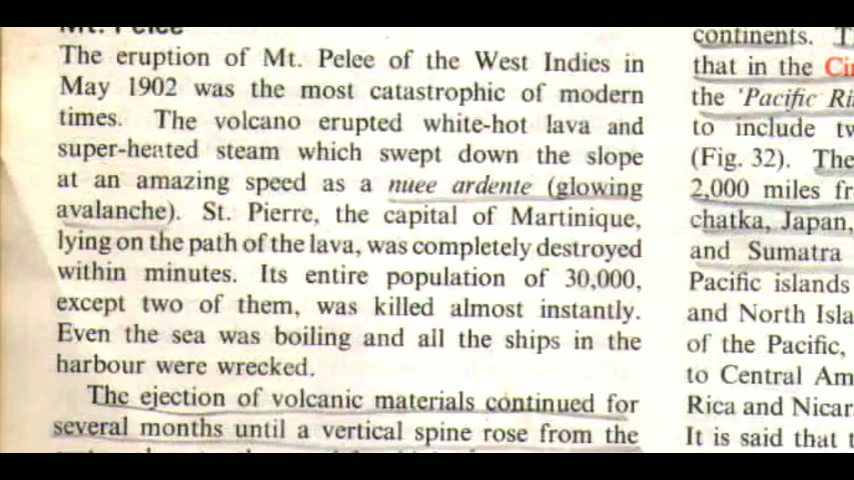 Mt. Pelee
The eruption of Mt. Pelee of the West Indies in
May 1902 was the most catastrophic of modern
times. The volcano erupted white-hot lava and
super-heated steam which swept down the slope
at an amazing speed as a nuee ardente (glowing
avalanche). St. Pierre, the capital of Martinique,
lying on the path of the lava, was completely destroyed
within minutes. Its entire population of 30,000,
except two of them, was killed almost instantly.
Even the sea was boiling and all the ships in the
harbour were wrecked.
The ejection of volcanic materials continued for
several months until a vertical spine rose from the
continents.
that in the
the 'Pacific
to include
(Fig. 32). The
2,000 miles
chatka, Japan,
and Sumatra
Pacific islands
and North
of the Pacific,
to Central
Rica and
It is said that